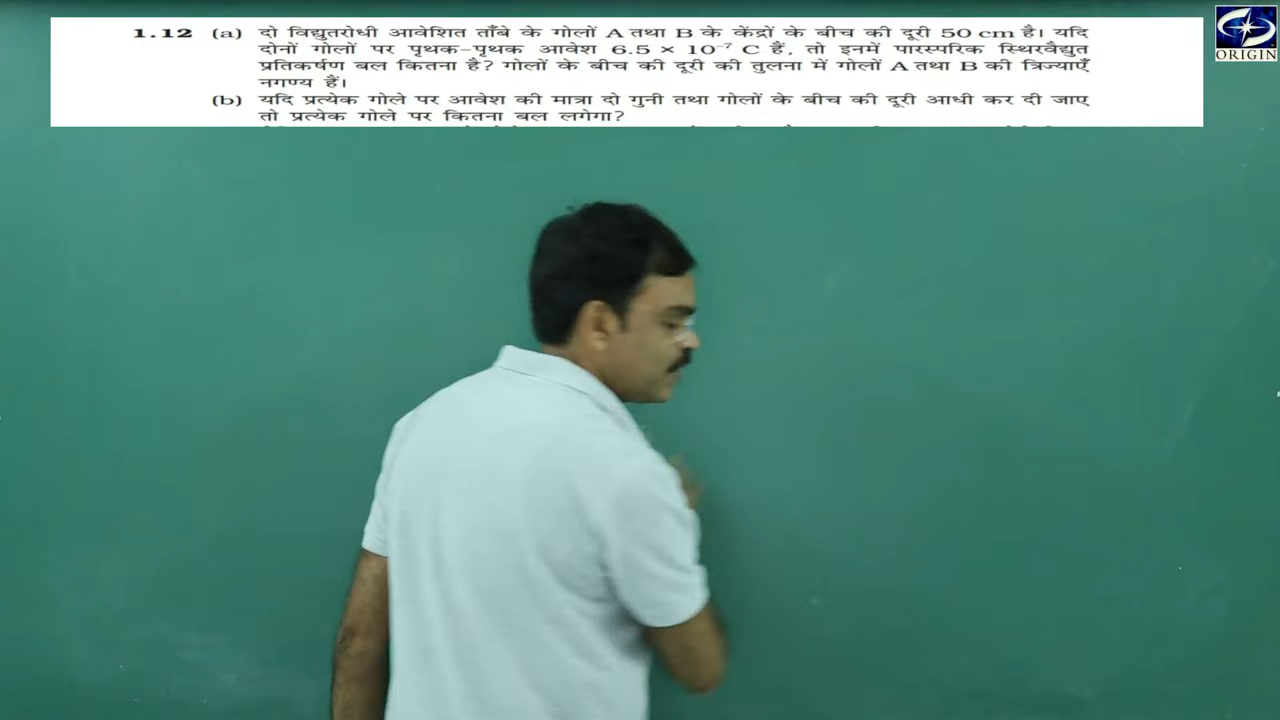 1.12 (a) दो विद्युतरोधी आवेशित ताँबे के गोलों A तथा B के केंद्रों के बीच की दूरी 50 cm है। यदि
दोनों गोलों पर पृथक-पृथक आवेश 6.5 × 10⁻⁷ C हैं, तो इनमें पारस्परिक स्थिरवैद्युत
प्रतिकर्षण बल कितना है? गोलों के बीच की दूरी की तुलना में गोलों A तथा B की त्रिज्याएँ
नगण्य हैं।
(b) यदि प्रत्येक गोले पर आवेश की मात्रा दो गुनी तथा गोलों के बीच की दूरी आधी कर दी जाए
तो प्रत्येक गोले पर कितना बल लगेगा?
ORIGIN